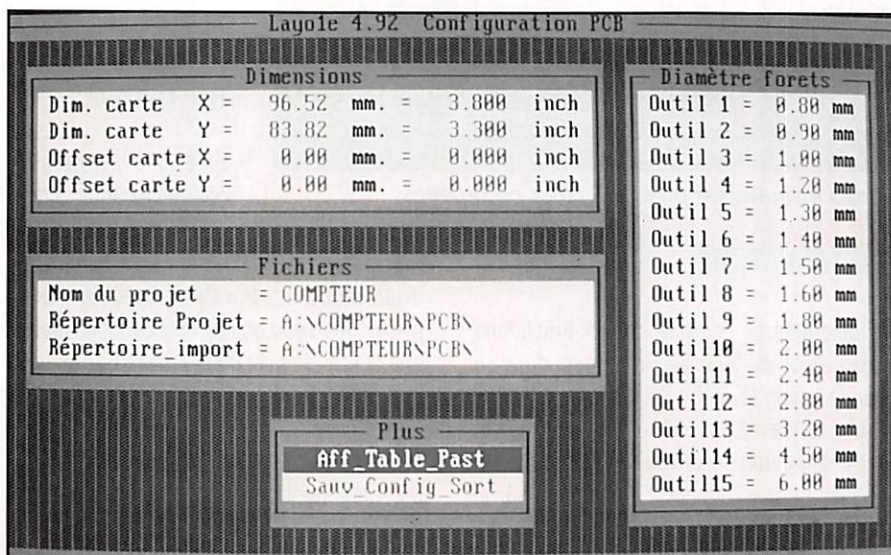 Layo1e 4.92 Configuration PCB
Dimensions
Dim. carte X = 96.52 mm. = 3.800 inch
Dim. carte Y = 83.82 mm. = 3.300 inch
Offset carte X = 0.00 mm. = 0.000 inch
Offset carte Y = 0.00 mm. = 0.000 inch
Fichiers
Nom du projet = COMPTEUR
Répertoire_Projet = A:\COMPTEUR\PCB\
Répertoire_import = A:\COMPTEUR\PCB\
Plus
Aff_Table_Past
Sauv_Config_Sort
Diamètre forets
Outil 1 = 0.80 mm
Outil 2 = 0.90 mm
Outil 3 = 1.00 mm
Outil 4 = 1.20 mm
Outil 5 = 1.30 mm
Outil 6 = 1.40 mm
Outil 7 = 1.50 mm
Outil 8 = 1.60 mm
Outil 9 = 1.80 mm
Outil10 = 2.00 mm
Outil11 = 2.40 mm
Outil12 = 2.80 mm
Outil13 = 3.20 mm
Outil14 = 4.50 mm
Outil15 = 6.00 mm